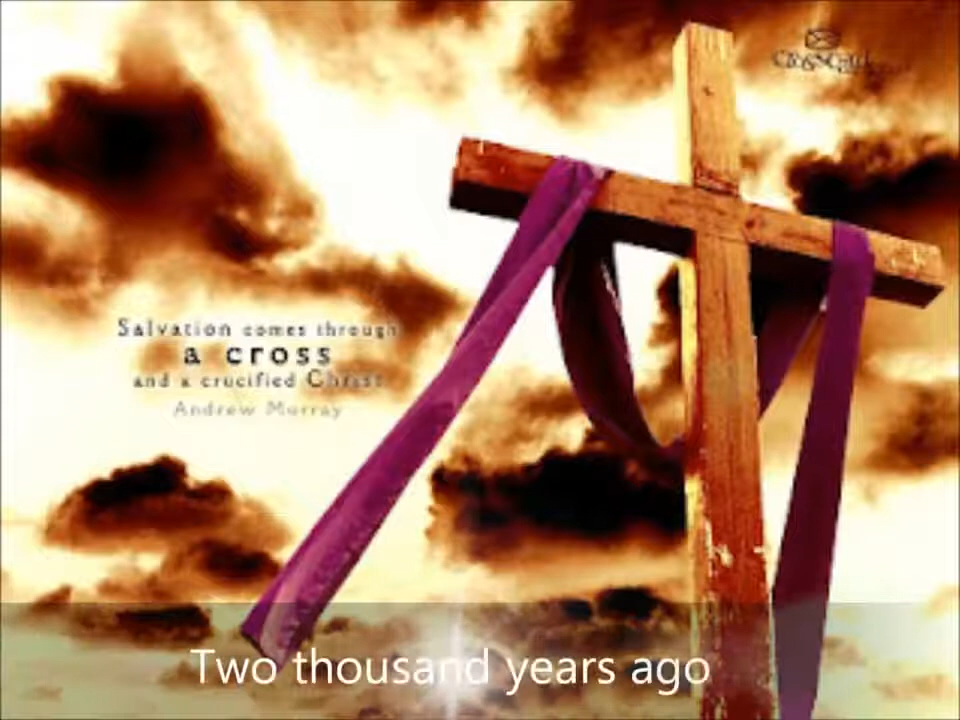 Salvation comes through
a cross
and a crucified Christ
Andrew Murray
Two thousand years ago